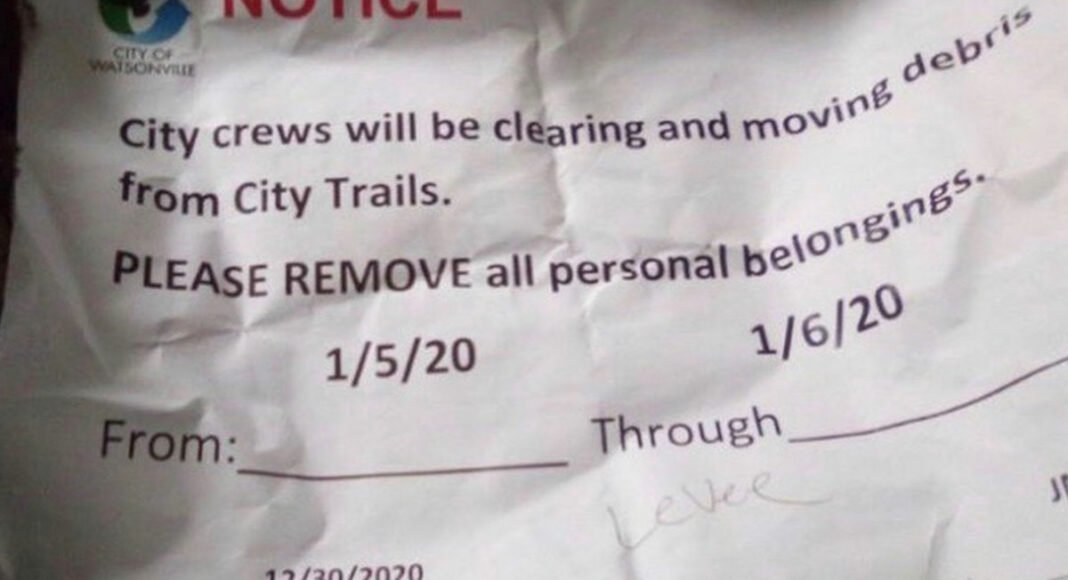 NOTICE
CITY OF
WATSONVILLE
City crews will be clearing and moving debris
from City Trails.
PLEASE REMOVE all personal belongings.
1/5/20 1/6/20
From: Through
Levee
12/30/2020